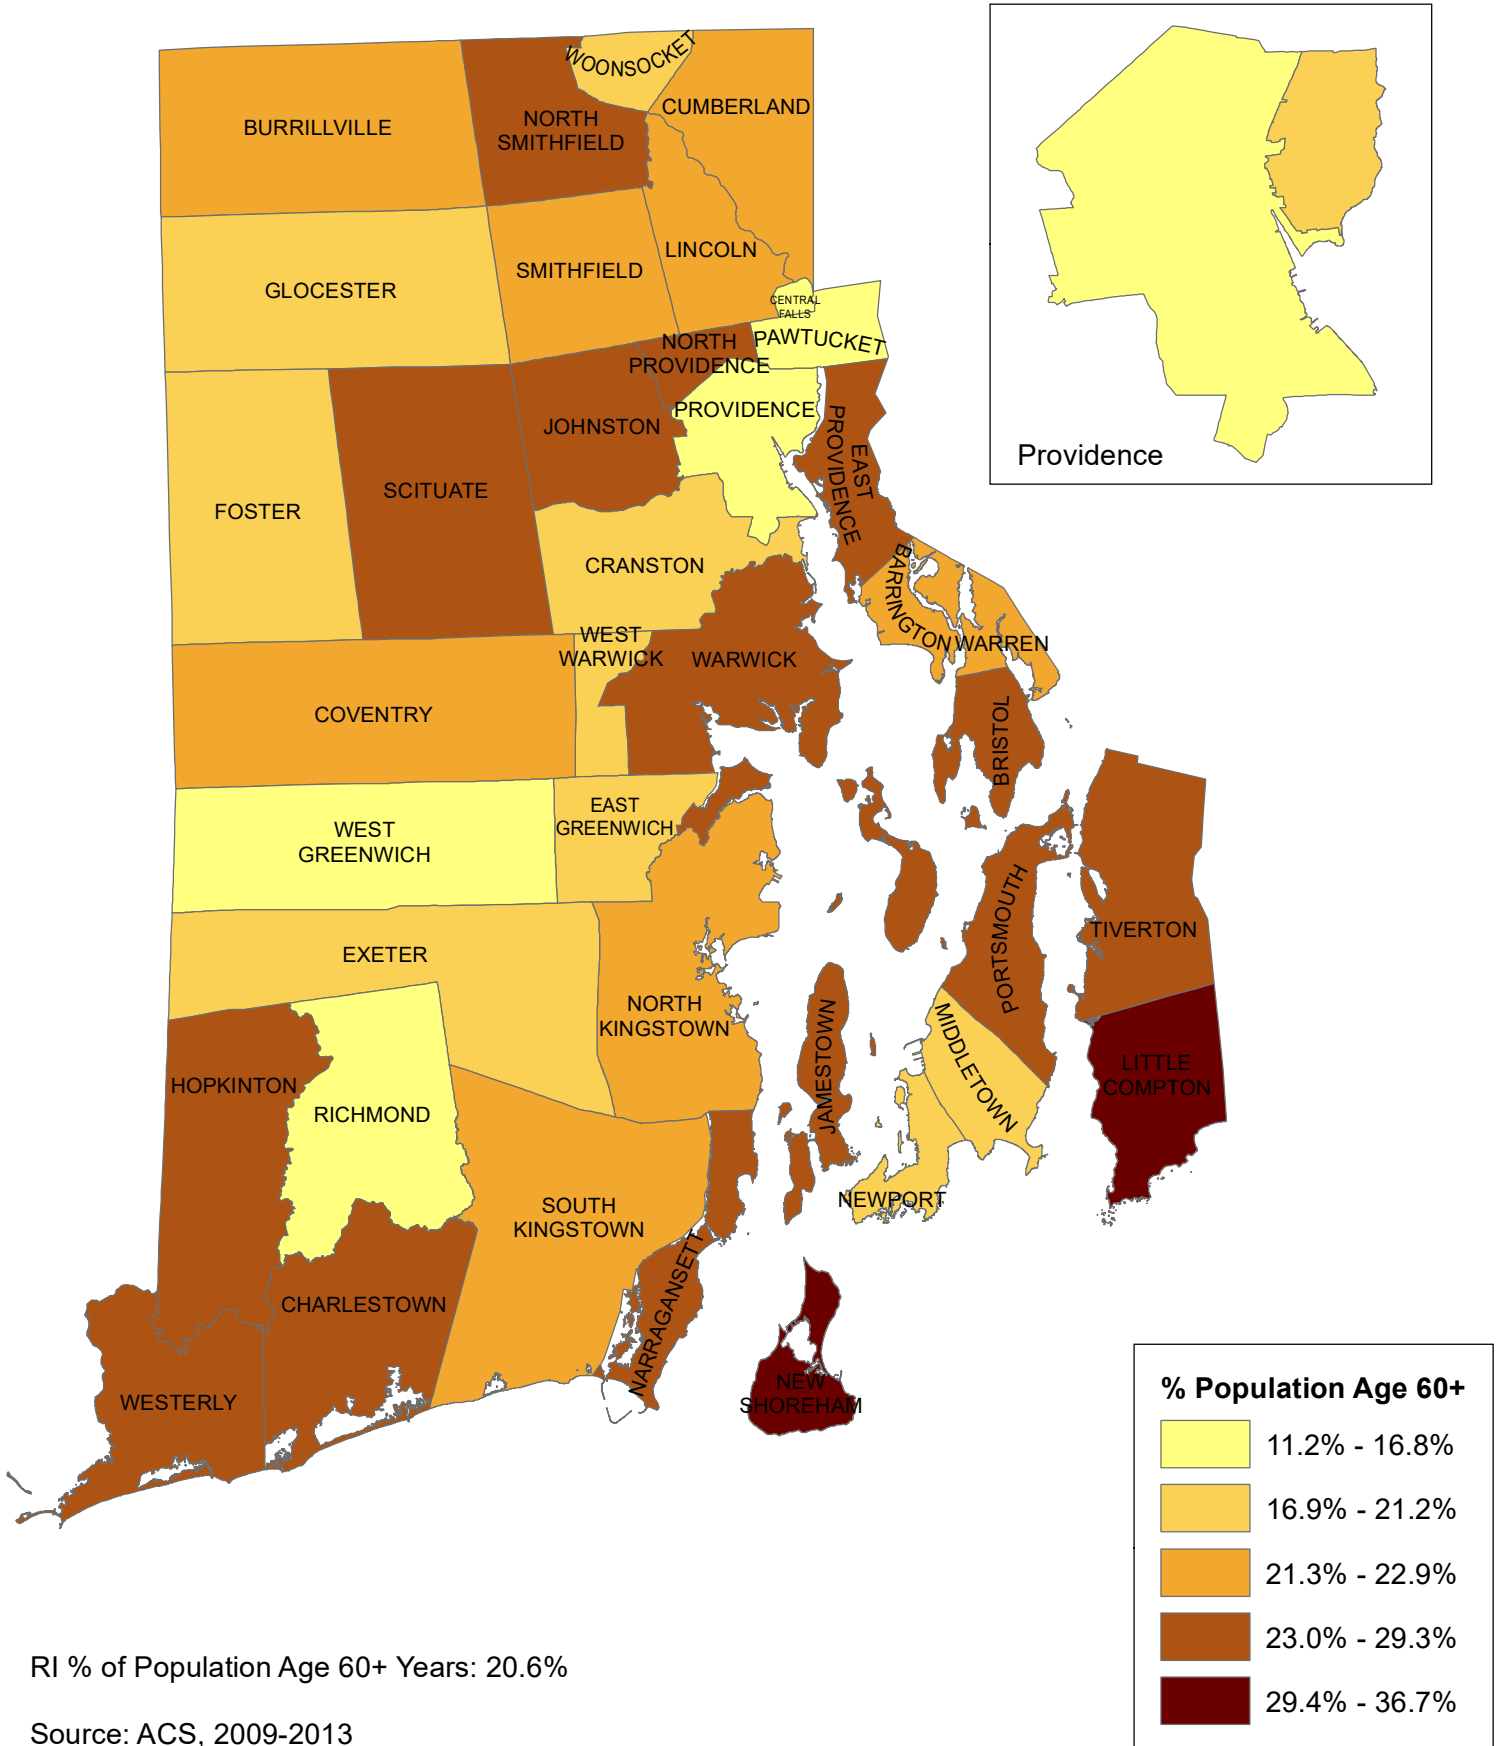 WOONSOCKET
CUMBERLAND
BURRILLVILLE
NORTH
SMITHFIELD
LINCOLN
SMITHFIELD
GLOCESTER
CENTRAL
FALLS
PAWTUCKET
NORTH
PROVIDENCE
PROVIDENCE
JOHNSTON
EAST
PROVIDENCE
SCITUATE
FOSTER
CRANSTON
BARRINGTON
WARREN
WEST
WARWICK
WARWICK
COVENTRY
BRISTOL
EAST
GREENWICH
WEST
GREENWICH
PORTSMOUTH
TIVERTON
EXETER
NORTH
KINGSTOWN
JAMESTOWN
MIDDLETOWN
LITTLE
COMPTON
HOPKINTON
RICHMOND
NEWPORT
SOUTH
KINGSTOWN
NARRAGANSETT
CHARLESTOWN
WESTERLY
NEW
SHOREHAM
Providence
% Population Age 60+
11.2% - 16.8%
16.9% - 21.2%
21.3% - 22.9%
23.0% - 29.3%
29.4% - 36.7%
RI % of Population Age 60+ Years: 20.6%
Source: ACS, 2009-2013